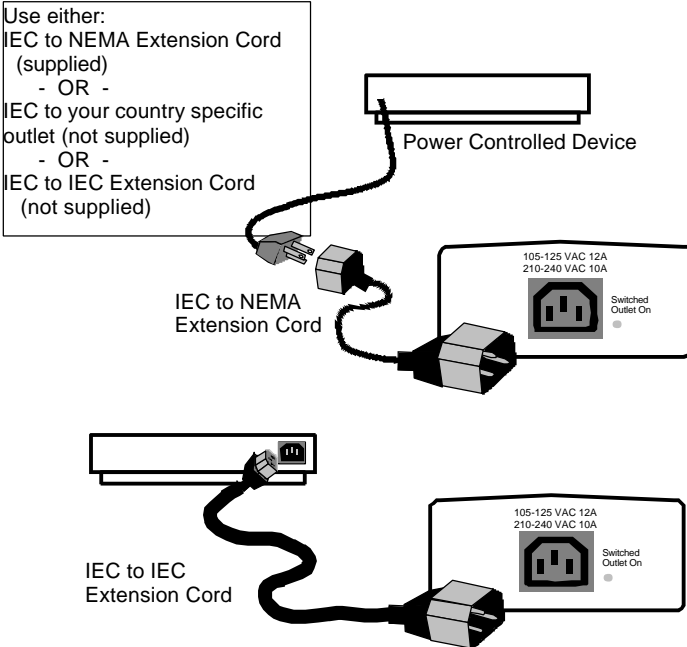 Use either:
IEC to NEMA Extension Cord
(supplied)
- OR -
IEC to your country specific
outlet (not supplied)
- OR -
IEC to IEC Extension Cord
(not supplied)
Power Controlled Device
IEC to NEMA
Extension Cord
105-125 VAC 12A
210-240 VAC 10A
Switched
Outlet On
IEC to IEC
Extension Cord
105-125 VAC 12A
210-240 VAC 10A
Switched
Outlet On